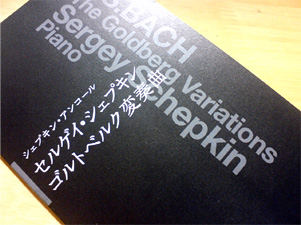 S.BACH
The Goldberg Variations
Sergey Schepkin
Piano
シェプキン・アンコール
セルゲイ・シェプキン
ゴルトベルク変奏曲